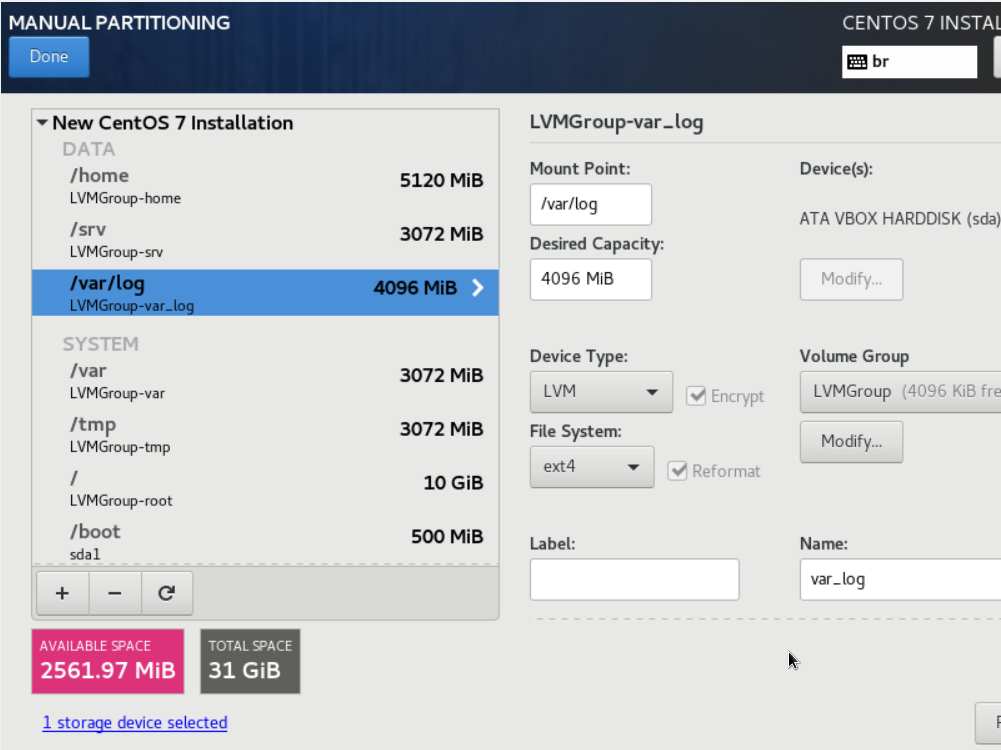 MANUAL PARTITIONING
CENTOS 7 INSTAL
Done
br
New CentOS 7 Installation
DATA
/home
5120 MiB
LVMGroup-home
/srv
3072 MiB
LVMGroup-srv
/var/log
4096 MiB
LVMGroup-var_log
SYSTEM
/var
3072 MiB
LVMGroup-var
/tmp
3072 MiB
LVMGroup-tmp
/
10 GiB
LVMGroup-root
/boot
500 MiB
sda1
+ −
AVAILABLE SPACE
2561.97 MiB
TOTAL SPACE
31 GiB
1 storage device selected
LVMGroup-var_log
Mount Point:
/var/log
Desired Capacity:
4096 MiB
Device(s):
ATA VBOX HARDDISK (sda)
Modify...
Device Type:
LVM
Encrypt
File System:
ext4
Reformat
Volume Group
LVMGroup (4096 KiB fre
Modify...
Label:
Name:
var_log